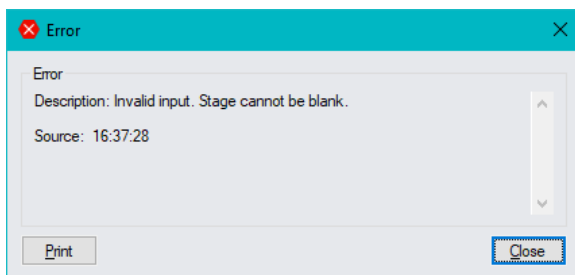 Error
Error
Description: Invalid input. Stage cannot be blank.
Source: 16:37:28
Print
Close